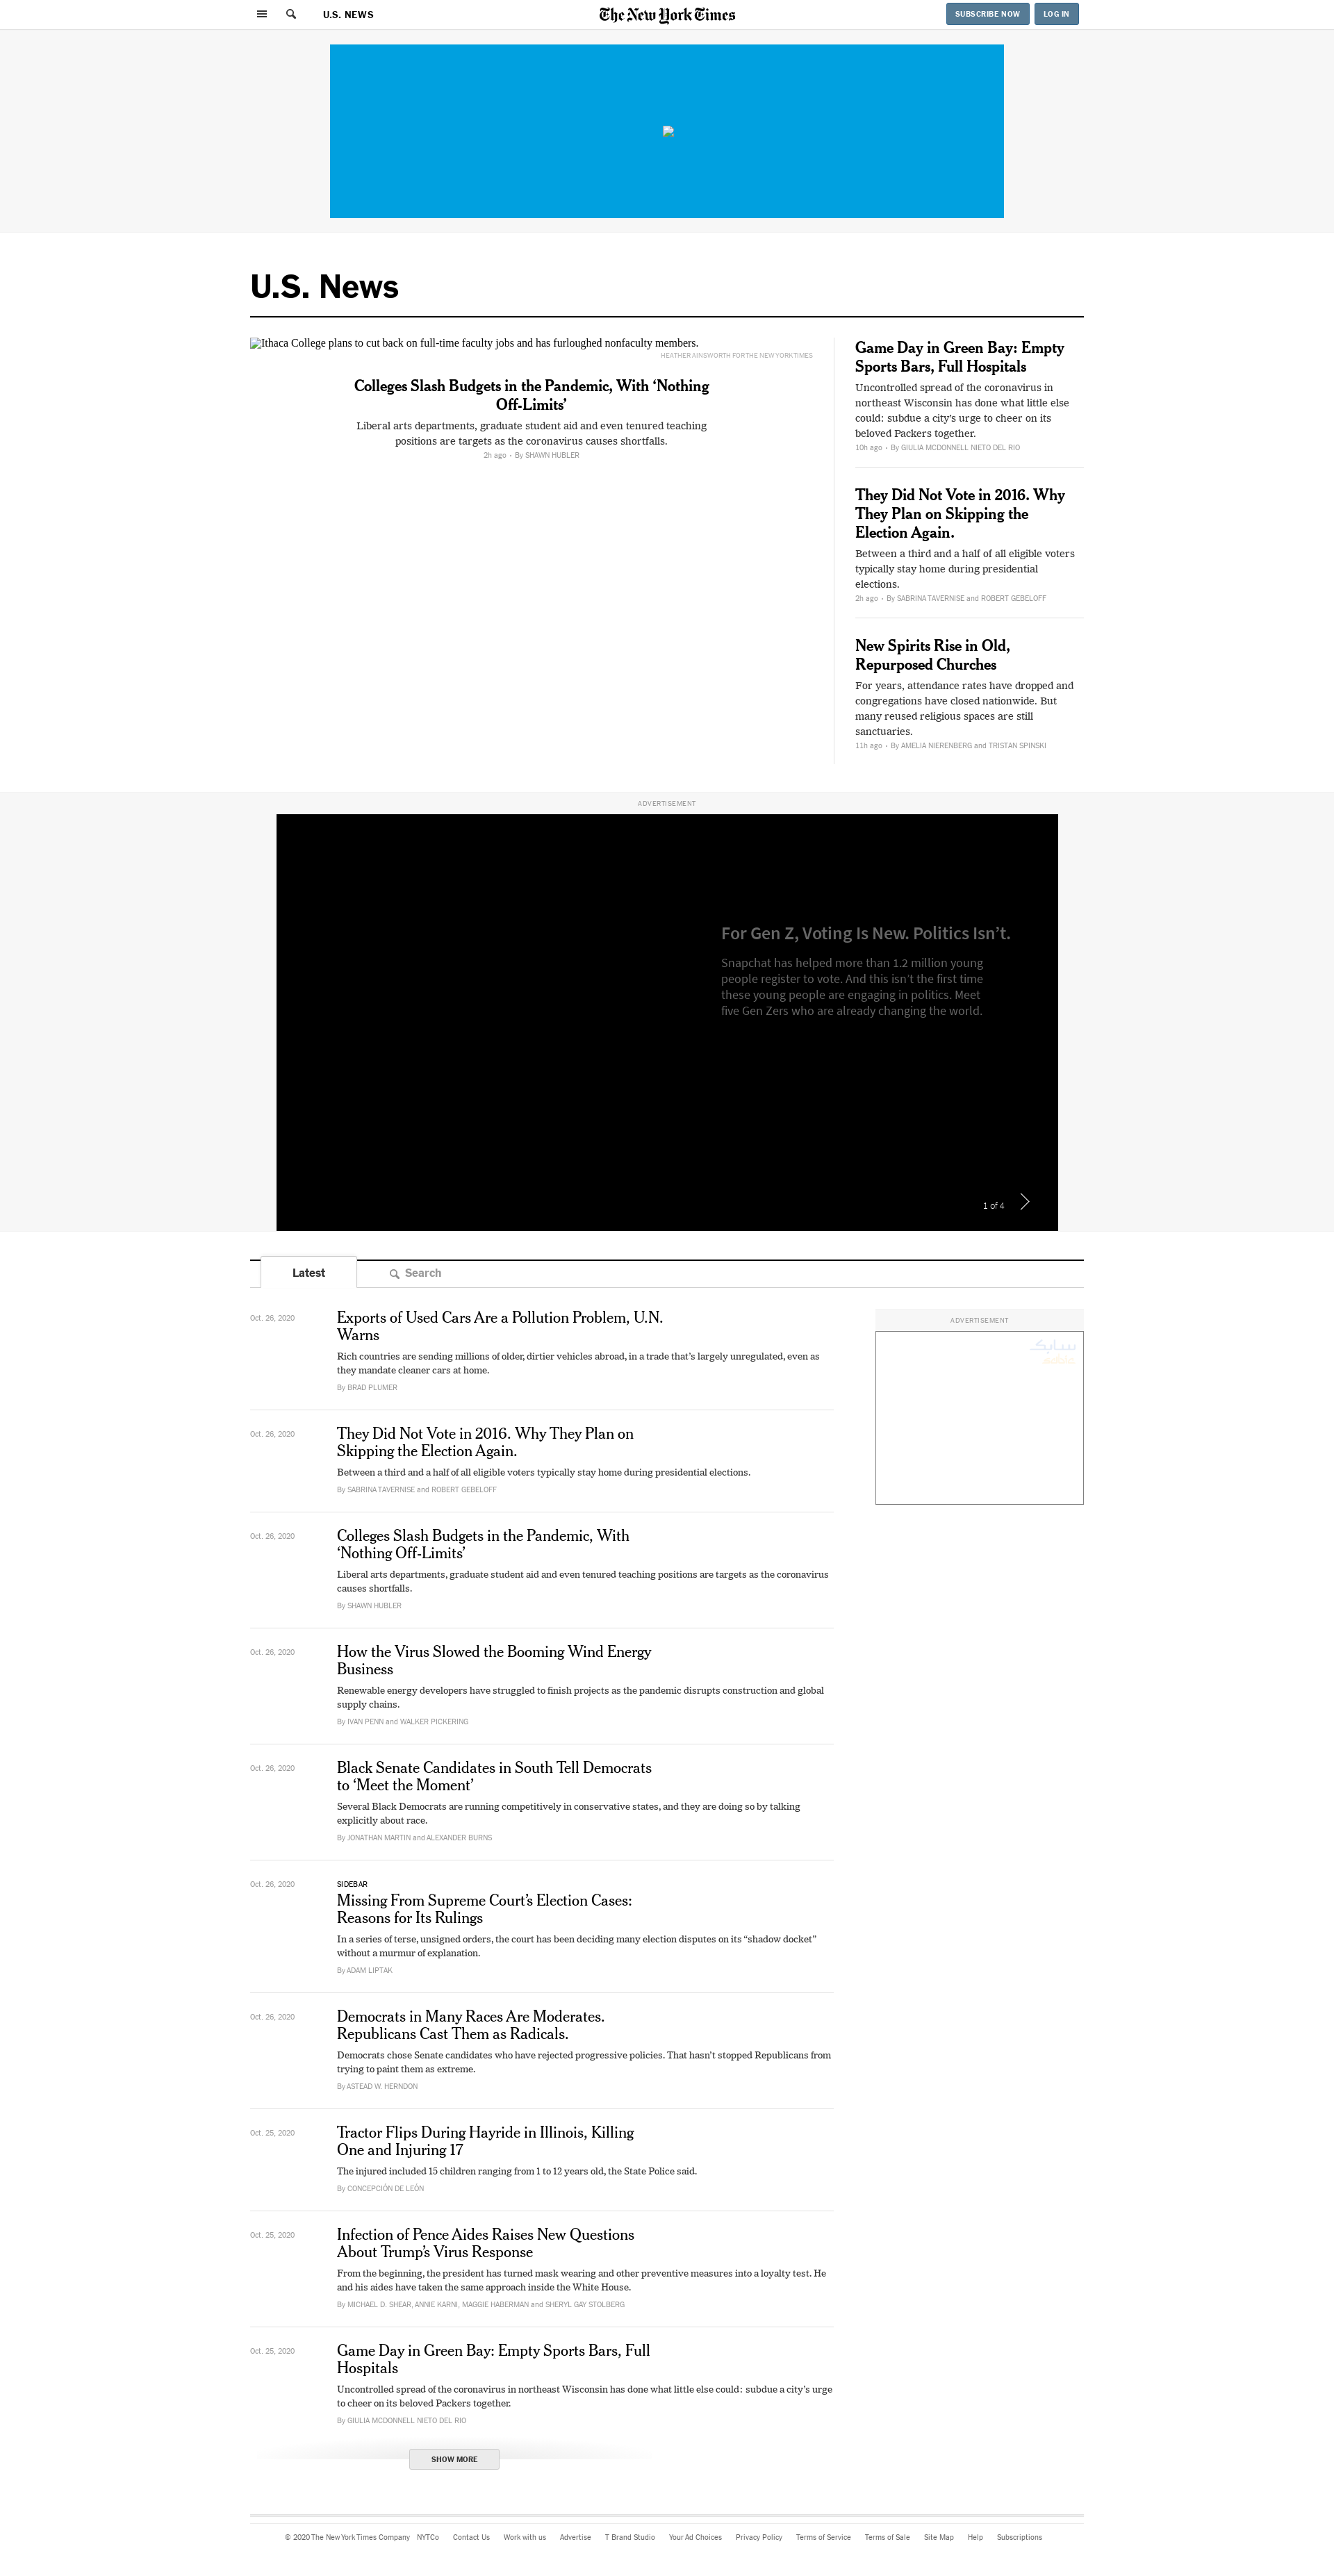 U.S. NEWS
The New York Times
SUBSCRIBE NOW
LOG IN
U.S. News
Ithaca College plans to cut back on full-time faculty jobs and has furloughed nonfaculty members.
HEATHER AINSWORTH FOR THE NEW YORK TIMES
Colleges Slash Budgets in the Pandemic, With ‘Nothing
Off-Limits’
Liberal arts departments, graduate student aid and even tenured teaching
positions are targets as the coronavirus causes shortfalls.
2h ago • By SHAWN HUBLER
Game Day in Green Bay: Empty
Sports Bars, Full Hospitals
Uncontrolled spread of the coronavirus in
northeast Wisconsin has done what little else
could: subdue a city’s urge to cheer on its
beloved Packers together.
10h ago • By GIULIA MCDONNELL NIETO DEL RIO
They Did Not Vote in 2016. Why
They Plan on Skipping the
Election Again.
Between a third and a half of all eligible voters
typically stay home during presidential
elections.
2h ago • By SABRINA TAVERNISE and ROBERT GEBELOFF
New Spirits Rise in Old,
Repurposed Churches
For years, attendance rates have dropped and
congregations have closed nationwide. But
many reused religious spaces are still
sanctuaries.
11h ago • By AMELIA NIERENBERG and TRISTAN SPINSKI
ADVERTISEMENT
For Gen Z, Voting Is New. Politics Isn’t.
Snapchat has helped more than 1.2 million young
people register to vote. And this isn’t the first time
these young people are engaging in politics. Meet
five Gen Zers who are already changing the world.
1 of 4
Latest
Search
Oct. 26, 2020
Exports of Used Cars Are a Pollution Problem, U.N.
Warns
Rich countries are sending millions of older, dirtier vehicles abroad, in a trade that’s largely unregulated, even as
they mandate cleaner cars at home.
By BRAD PLUMER
ADVERTISEMENT
سابك
Oct. 26, 2020
They Did Not Vote in 2016. Why They Plan on
Skipping the Election Again.
Between a third and a half of all eligible voters typically stay home during presidential elections.
By SABRINA TAVERNISE and ROBERT GEBELOFF
Oct. 26, 2020
Colleges Slash Budgets in the Pandemic, With
‘Nothing Off-Limits’
Liberal arts departments, graduate student aid and even tenured teaching positions are targets as the coronavirus
causes shortfalls.
By SHAWN HUBLER
Oct. 26, 2020
How the Virus Slowed the Booming Wind Energy
Business
Renewable energy developers have struggled to finish projects as the pandemic disrupts construction and global
supply chains.
By IVAN PENN and WALKER PICKERING
Oct. 26, 2020
Black Senate Candidates in South Tell Democrats
to ‘Meet the Moment’
Several Black Democrats are running competitively in conservative states, and they are doing so by talking
explicitly about race.
By JONATHAN MARTIN and ALEXANDER BURNS
Oct. 26, 2020
SIDEBAR
Missing From Supreme Court’s Election Cases:
Reasons for Its Rulings
In a series of terse, unsigned orders, the court has been deciding many election disputes on its “shadow docket”
without a murmur of explanation.
By ADAM LIPTAK
Oct. 26, 2020
Democrats in Many Races Are Moderates.
Republicans Cast Them as Radicals.
Democrats chose Senate candidates who have rejected progressive policies. That hasn’t stopped Republicans from
trying to paint them as extreme.
By ASTEAD W. HERNDON
Oct. 25, 2020
Tractor Flips During Hayride in Illinois, Killing
One and Injuring 17
The injured included 15 children ranging from 1 to 12 years old, the State Police said.
By CONCEPCIÓN DE LEÓN
Oct. 25, 2020
Infection of Pence Aides Raises New Questions
About Trump’s Virus Response
From the beginning, the president has turned mask wearing and other preventive measures into a loyalty test. He
and his aides have taken the same approach inside the White House.
By MICHAEL D. SHEAR, ANNIE KARNI, MAGGIE HABERMAN and SHERYL GAY STOLBERG
Oct. 25, 2020
Game Day in Green Bay: Empty Sports Bars, Full
Hospitals
Uncontrolled spread of the coronavirus in northeast Wisconsin has done what little else could: subdue a city’s urge
to cheer on its beloved Packers together.
By GIULIA MCDONNELL NIETO DEL RIO
SHOW MORE
© 2020 The New York Times Company NYTCo Contact Us Work with us Advertise T Brand Studio Your Ad Choices Privacy Policy Terms of Service Terms of Sale Site Map Help Subscriptions